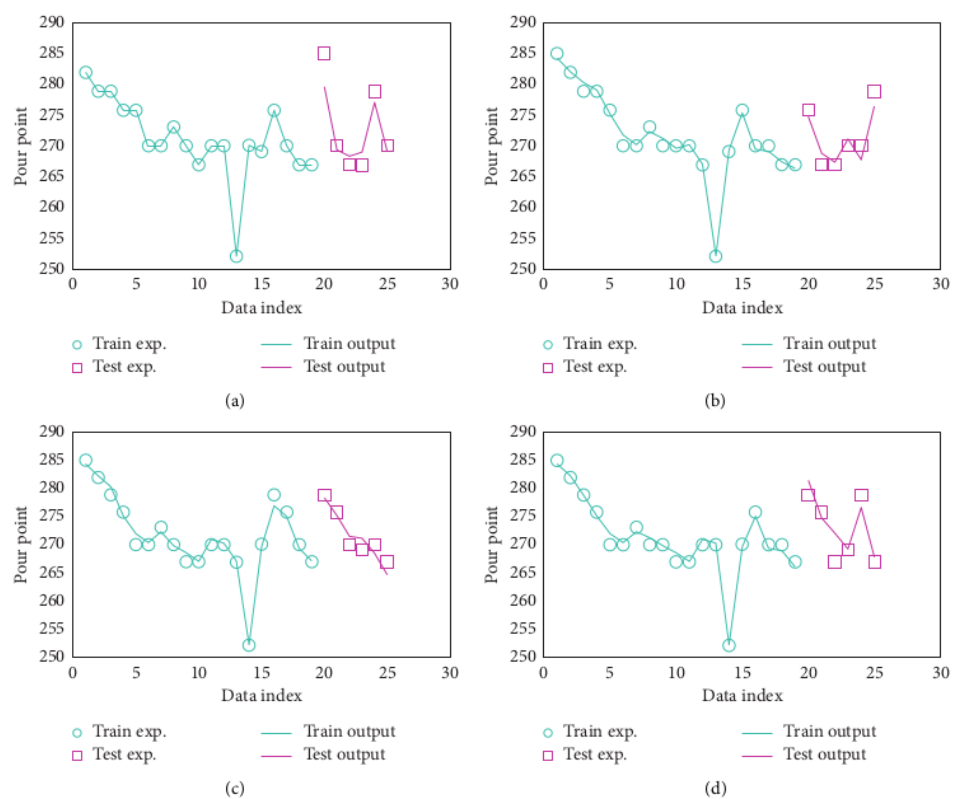 290
285
280
275
270
265
260
255
250
Pour point
0 5 10 15 20 25 30
Data index
Train exp.
Test exp.
Train output
Test output
(a)
290
285
280
275
270
265
260
255
250
Pour point
0 5 10 15 20 25 30
Data index
Train exp.
Test exp.
Train output
Test output
(b)
290
285
280
275
270
265
260
255
250
Pour point
0 5 10 15 20 25 30
Data index
Train exp.
Test exp.
Train output
Test output
(c)
290
285
280
275
270
265
260
255
250
Pour point
0 5 10 15 20 25 30
Data index
Train exp.
Test exp.
Train output
Test output
(d)